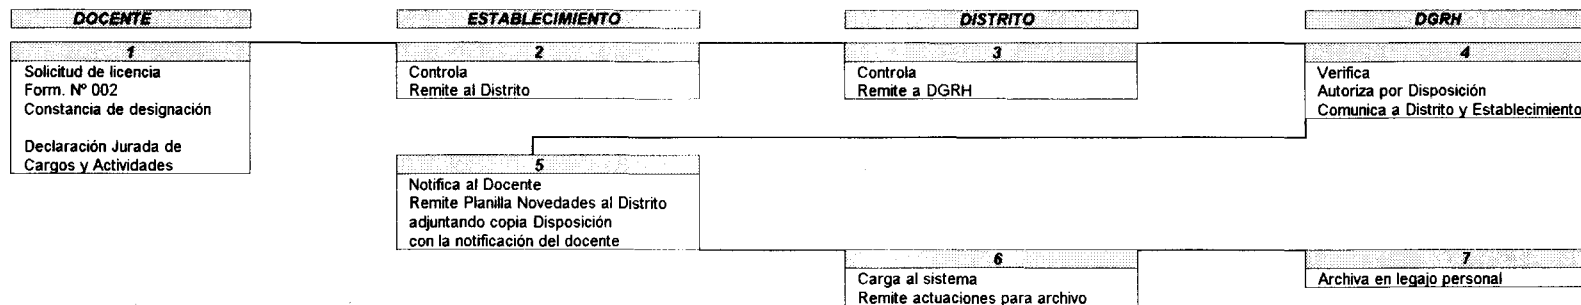 DOCENTE
ESTABLECIMIENTO
DISTRITO
DGRH
1
Solicitud de licencia
Form. Nº 002
Constancia de designación
Declaración Jurada de
Cargos y Actividades
2
Controla
Remite al Distrito
3
Controla
Remite a DGRH
4
Verifica
Autoriza por Disposición
Comunica a Distrito y Establecimiento
5
Notifica al Docente
Remite Planilla Novedades al Distrito
adjuntando copia Disposición
con la notificación del docente
6
Carga al sistema
Remite actuaciones para archivo
7
Archiva en legajo personal